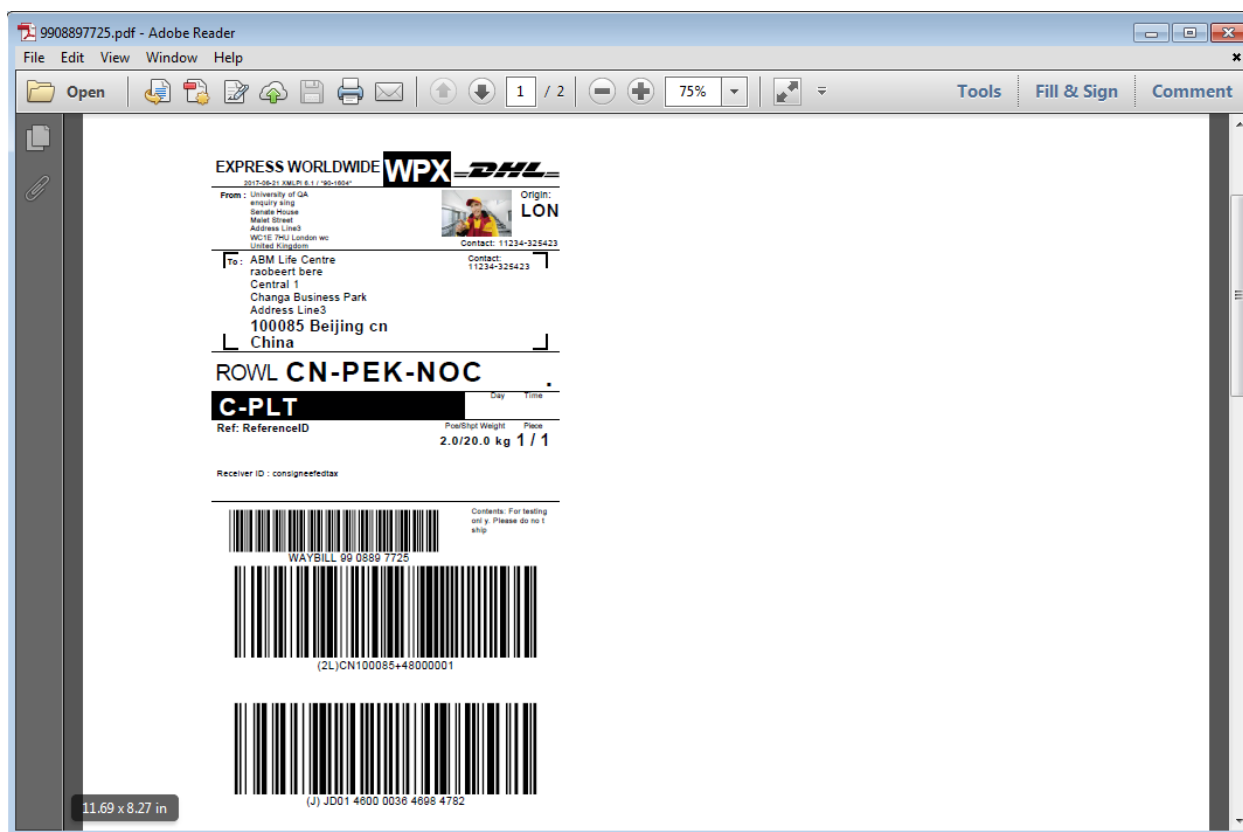 9908897725.pdf - Adobe Reader
File Edit View Window Help
Open 1 / 2 75% Tools Fill & Sign Comment
EXPRESS WORLDWIDE WPX DHL
2017-06-21 XMLPI 6.1 / *90-1604*
From : University of QA
enquiry sing
Senate House
Malet Street
Address Line3
WC1E 7HU London wc
United Kingdom
Origin:
LON
Contact: 11234-325423
To : ABM Life Centre
raobeert bere
Central 1
Changa Business Park
Address Line3
100085 Beijing cn
China
Contact:
11234-325423
ROWL CN-PEK-NOC .
C-PLT
Day Time
Ref: ReferenceID
Pce/Shpt Weight Piece
2.0/20.0 kg 1 / 1
Receiver ID : consigneefedtax
Contents: For testing
onl y. Please do no t
ship
WAYBILL 99 0889 7725
(2L)CN100085+48000001
(J) JD01 4600 0036 4698 4782
11.69 x 8.27 in